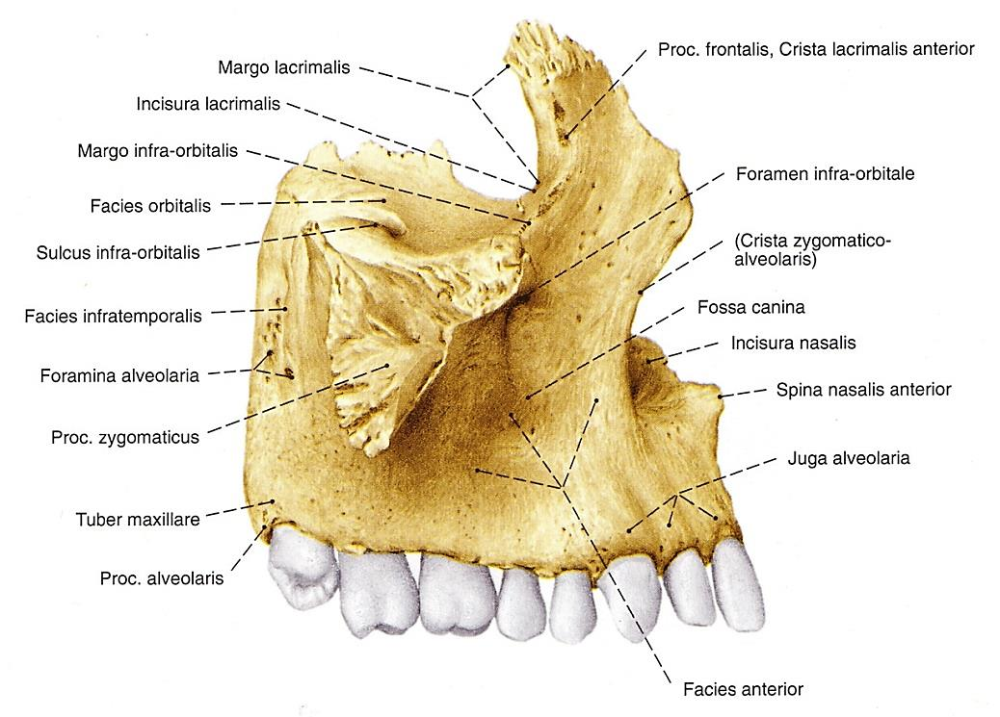 Margo lacrimalis
Incisura lacrimalis
Margo infra-orbitalis
Facies orbitalis
Sulcus infra-orbitalis
Facies infratemporalis
Foramina alveolaria
Proc. zygomaticus
Tuber maxillare
Proc. alveolaris
Proc. frontalis, Crista lacrimalis anterior
Foramen infra-orbitale
(Crista zygomatico-
alveolaris)
Fossa canina
Incisura nasalis
Spina nasalis anterior
Juga alveolaria
Facies anterior